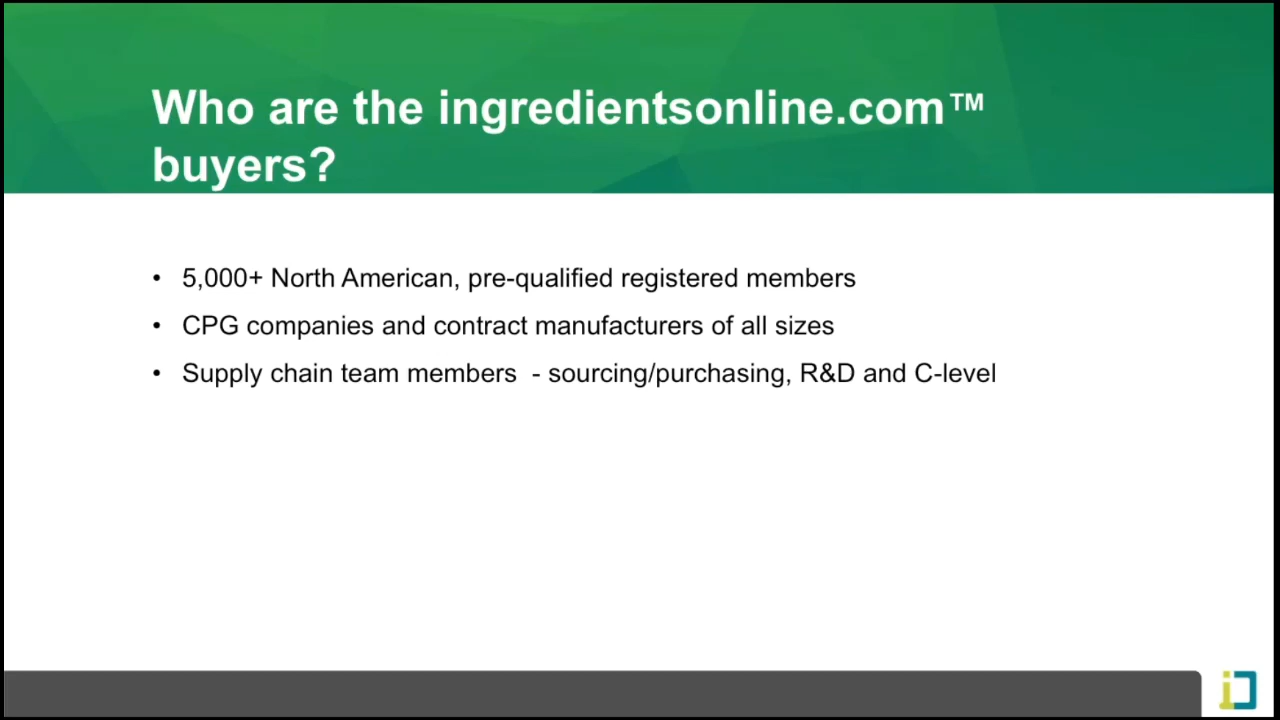 Who are the ingredientsonline.com™
buyers?
• 5,000+ North American, pre-qualified registered members
• CPG companies and contract manufacturers of all sizes
• Supply chain team members  - sourcing/purchasing, R&D and C-level